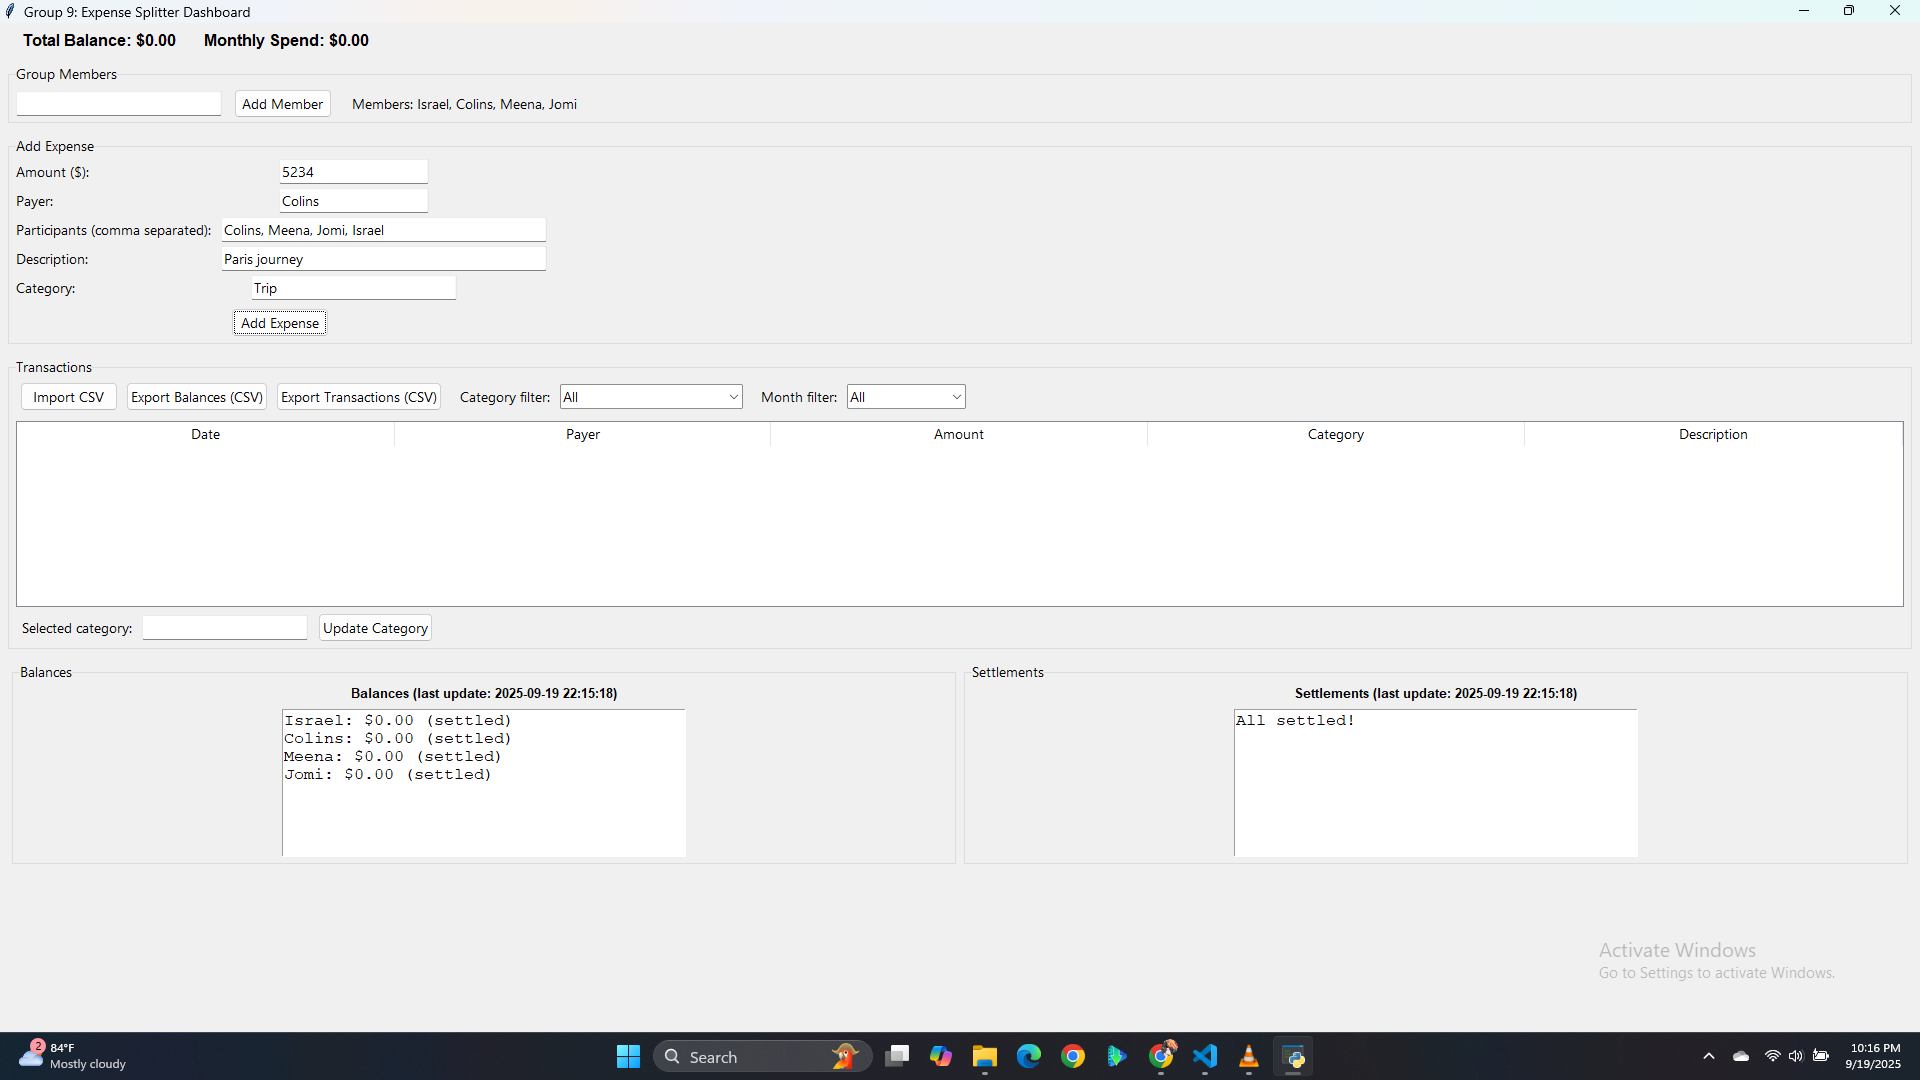 Group 9: Expense Splitter Dashboard
Total Balance: $0.00 Monthly Spend: $0.00
Group Members
Add Member Members: Israel, Colins, Meena, Jomi
Add Expense
Amount ($): 5234
Payer: Colins
Participants (comma separated): Colins, Meena, Jomi, Israel
Description: Paris journey
Category: Trip
Add Expense
Transactions
Import CSV Export Balances (CSV) Export Transactions (CSV) Category filter: All Month filter: All
Date Payer Amount Category Description
Selected category: Update Category
Balances
Balances (last update: 2025-09-19 22:15:18)
Israel: $0.00 (settled)
Colins: $0.00 (settled)
Meena: $0.00 (settled)
Jomi: $0.00 (settled)
Settlements
Settlements (last update: 2025-09-19 22:15:18)
All settled!
Activate Windows
Go to Settings to activate Windows.
2
84°F
Mostly cloudy
Search
10:16 PM
9/19/2025